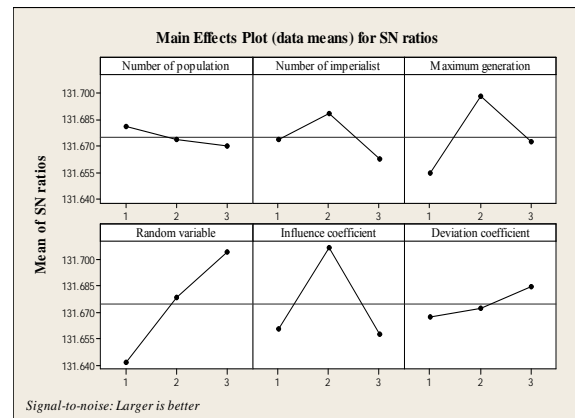 Main Effects Plot (data means) for SN ratios
Number of population Number of imperialist Maximum generation
131.700
131.685
131.670
131.655
131.640
1 2 3 1 2 3 1 2 3
Random variable Influence coefficient Deviation coefficient
131.700
131.685
131.670
131.655
131.640
1 2 3 1 2 3 1 2 3
Mean of SN ratios
Signal-to-noise: Larger is better